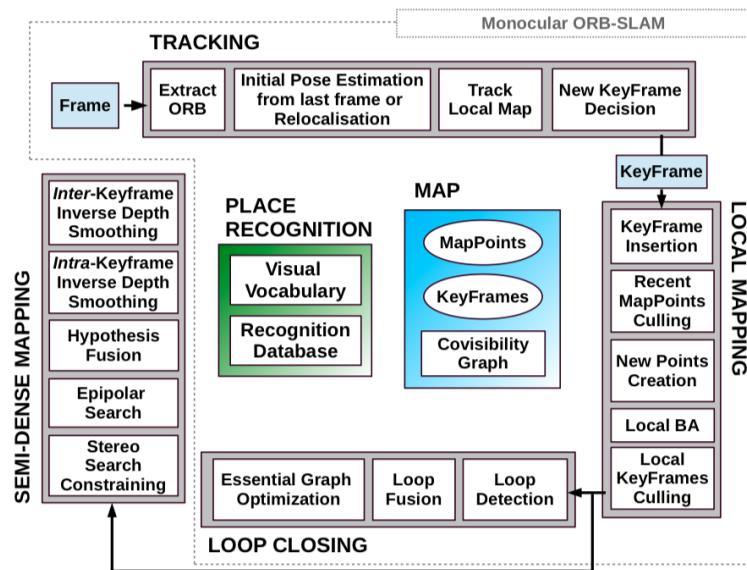 Monocular ORB-SLAM
TRACKING
Frame
Extract
ORB
Initial Pose Estimation
from last frame or
Relocalisation
Track
Local Map
New KeyFrame
Decision
KeyFrame
LOCAL MAPPING
KeyFrame
Insertion
Recent
MapPoints
Culling
New Points
Creation
Local BA
Local
KeyFrames
Culling
MAP
MapPoints
KeyFrames
Covisibility
Graph
PLACE
RECOGNITION
Visual
Vocabulary
Recognition
Database
SEMI-DENSE MAPPING
Inter-Keyframe
Inverse Depth
Smoothing
Intra-Keyframe
Inverse Depth
Smoothing
Hypothesis
Fusion
Epipolar
Search
Stereo
Search
Constraining
Essential Graph
Optimization
Loop
Fusion
Loop
Detection
LOOP CLOSING